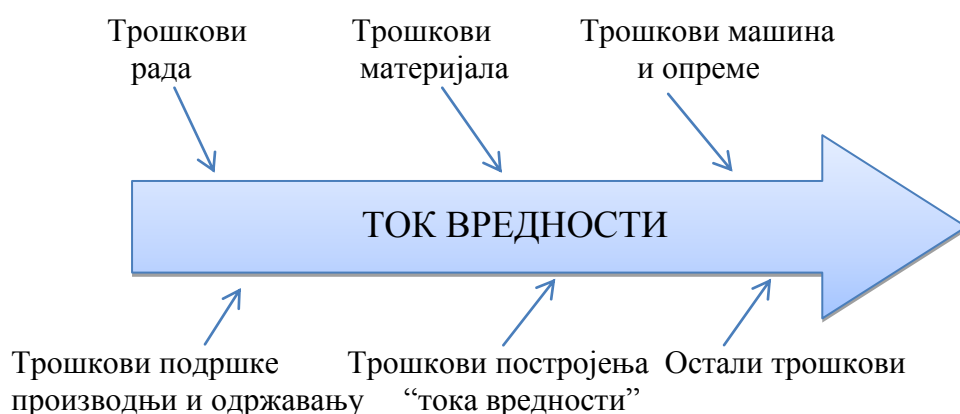 Трошкови
рада
Трошкови
материјала
Трошкови машина
и опреме
ТОК ВРЕДНОСТИ
Трошкови подршке
производњи и одржавању
Трошкови постројења
“тока вредности”
Остали трошкови